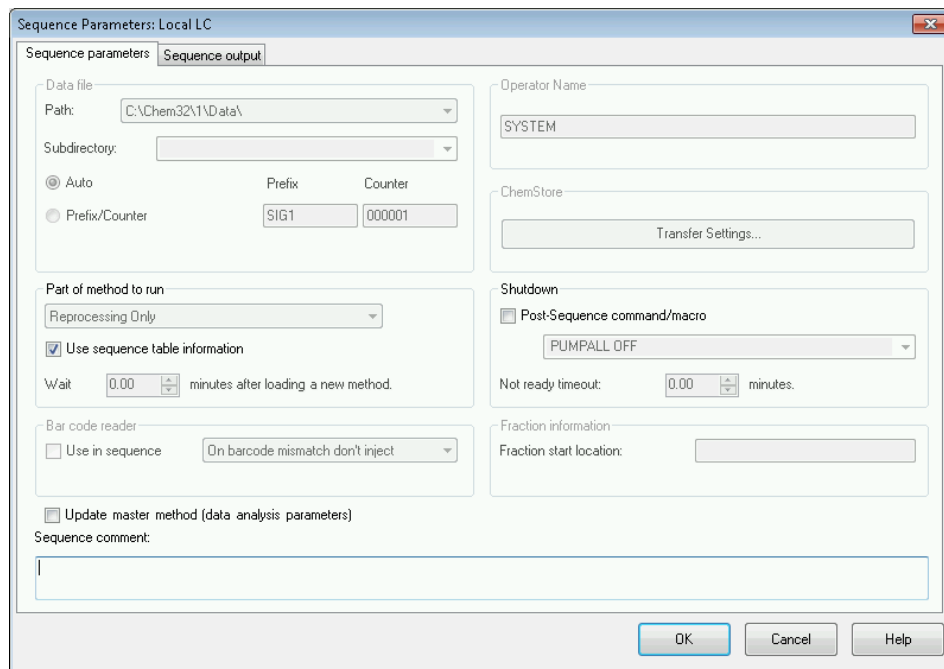 Sequence Parameters: Local LC
Sequence parameters
Sequence output
Data file
Path:
C:\Chem32\1\Data\
Subdirectory:
Auto
Prefix
Counter
Prefix/Counter
SIG1
000001
Operator Name
SYSTEM
ChemStore
Transfer Settings...
Part of method to run
Reprocessing Only
Use sequence table information
Wait 0.00 minutes after loading a new method.
Shutdown
Post-Sequence command/macro
PUMPALL OFF
Not ready timeout: 0.00 minutes.
Bar code reader
Use in sequence
On barcode mismatch don't inject
Fraction information
Fraction start location:
Update master method (data analysis parameters)
Sequence comment:
OK
Cancel
Help